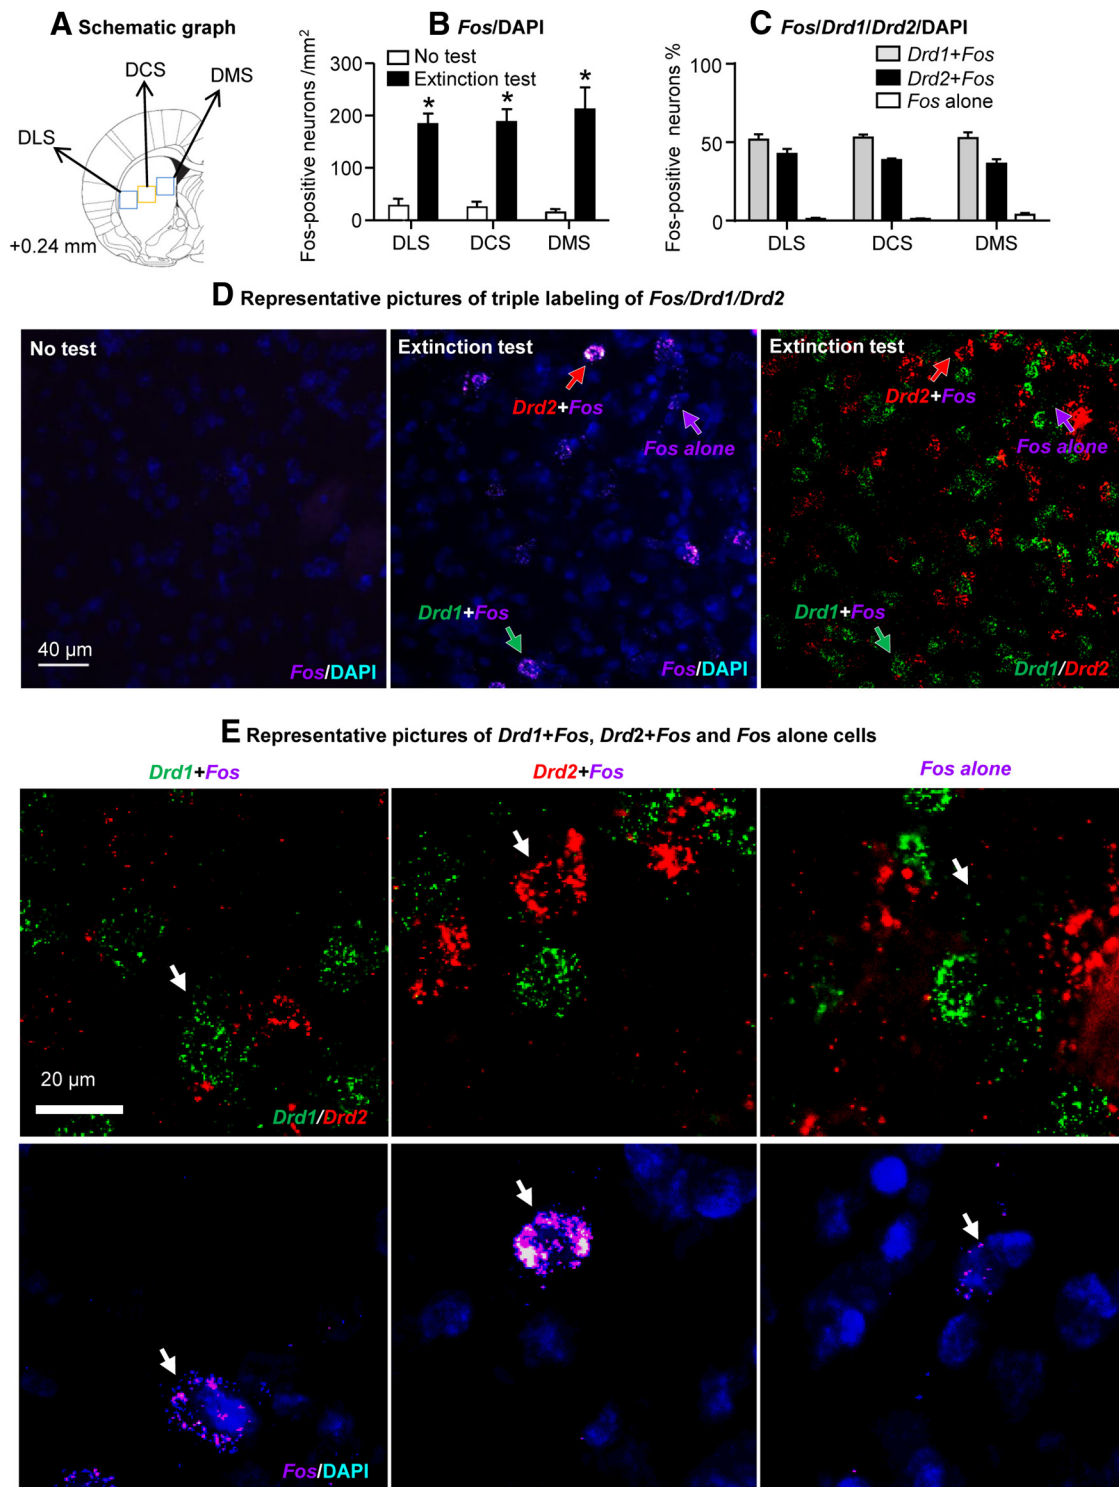 A Schematic graph
DCS
DMS
DLS
+0.24 mm
B Fos/DAPI
Fos-positive neurons /mm²
No test
Extinction test
300
200
100
0
* * *
DLS DCS DMS
C Fos/Drd1/Drd2/DAPI
Fos-positive neurons %
Drd1+Fos
Drd2+Fos
Fos alone
100
50
0
DLS DCS DMS
D Representative pictures of triple labeling of Fos/Drd1/Drd2
No test
40 µm
Fos/DAPI
Extinction test
Drd2+Fos
Fos alone
Drd1+Fos
Fos/DAPI
Extinction test
Drd2+Fos
Fos alone
Drd1+Fos
Drd1/Drd2
E Representative pictures of Drd1+Fos, Drd2+Fos and Fos alone cells
Drd1+Fos
Drd2+Fos
Fos alone
20 µm
Drd1/Drd2
Fos/DAPI